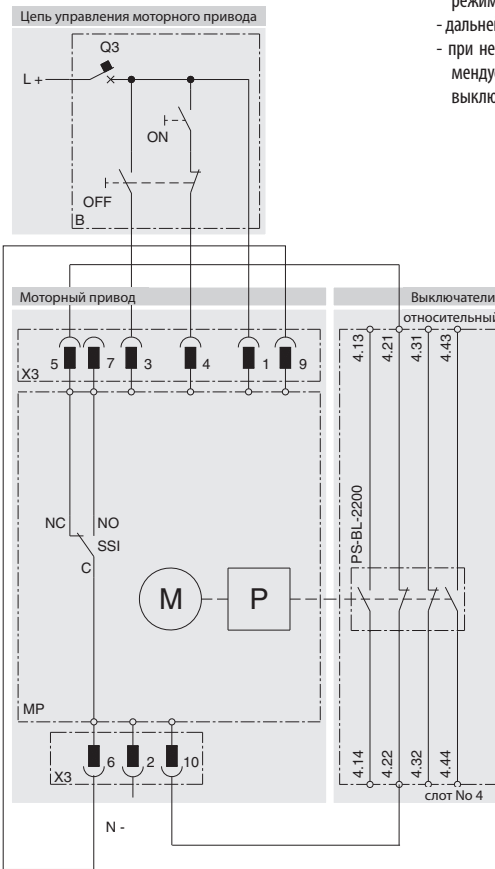 режим
- дальней
- при не
менду
выклю
Цепь управления моторного привода
Q3
L +
ON
OFF
B
Моторный привод
Выключатели
относительный
5 7 3 4 1 9
X3
4.13 4.21 4.31 4.43
PS-BL-2200
NC NO
SSI
C
M P
MP
6 2 10
X3
4.14 4.22 4.32 4.44
слот No 4
N -